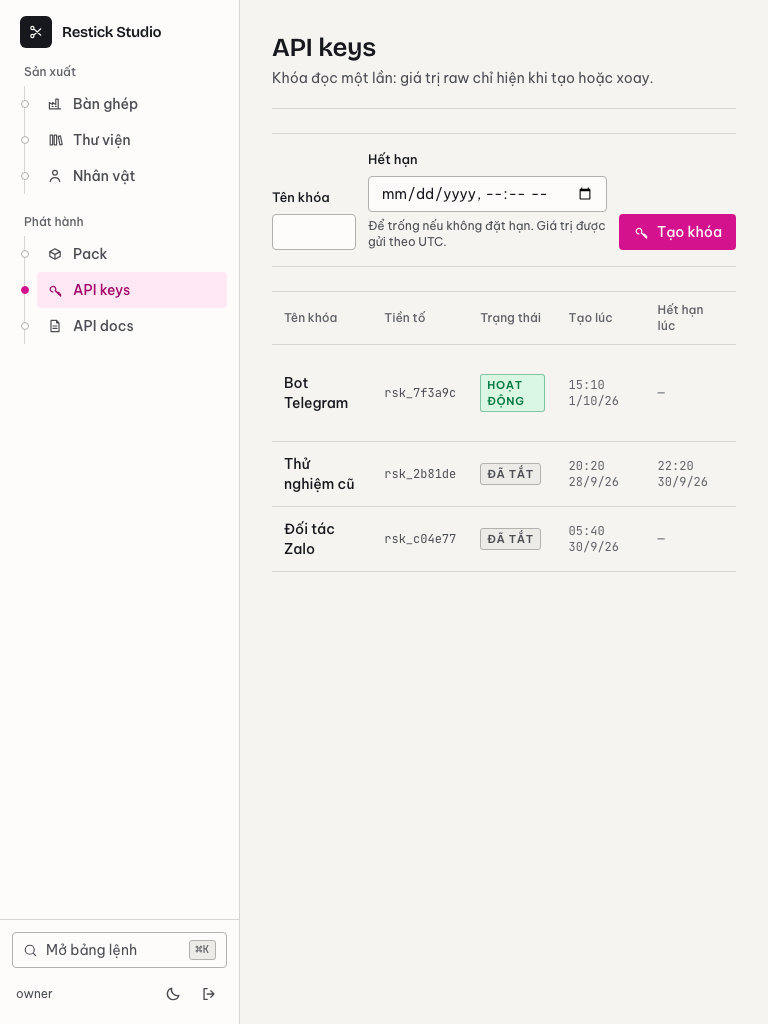 Restick Studio
Sản xuất
Bàn ghép
Thư viện
Nhân vật
Phát hành
Pack
API keys
API docs
Mở bảng lệnh ⌘K
owner
API keys
Khóa đọc một lần: giá trị raw chỉ hiện khi tạo hoặc xoay.
Tên khóa
Hết hạn
mm/dd/yyyy, --:-- --
Để trống nếu không đặt hạn. Giá trị được
gửi theo UTC.
Tạo khóa
Tên khóa Tiền tố Trạng thái Tạo lúc Hết hạn
lúc
Bot
Telegram
rsk_7f3a9c
HOẠT
ĐỘNG
15:10
1/10/26
—
Thử
nghiệm cũ
rsk_2b81de
ĐÃ TẮT
20:20
28/9/26
22:20
30/9/26
Đối tác
Zalo
rsk_c04e77
ĐÃ TẮT
05:40
30/9/26
—